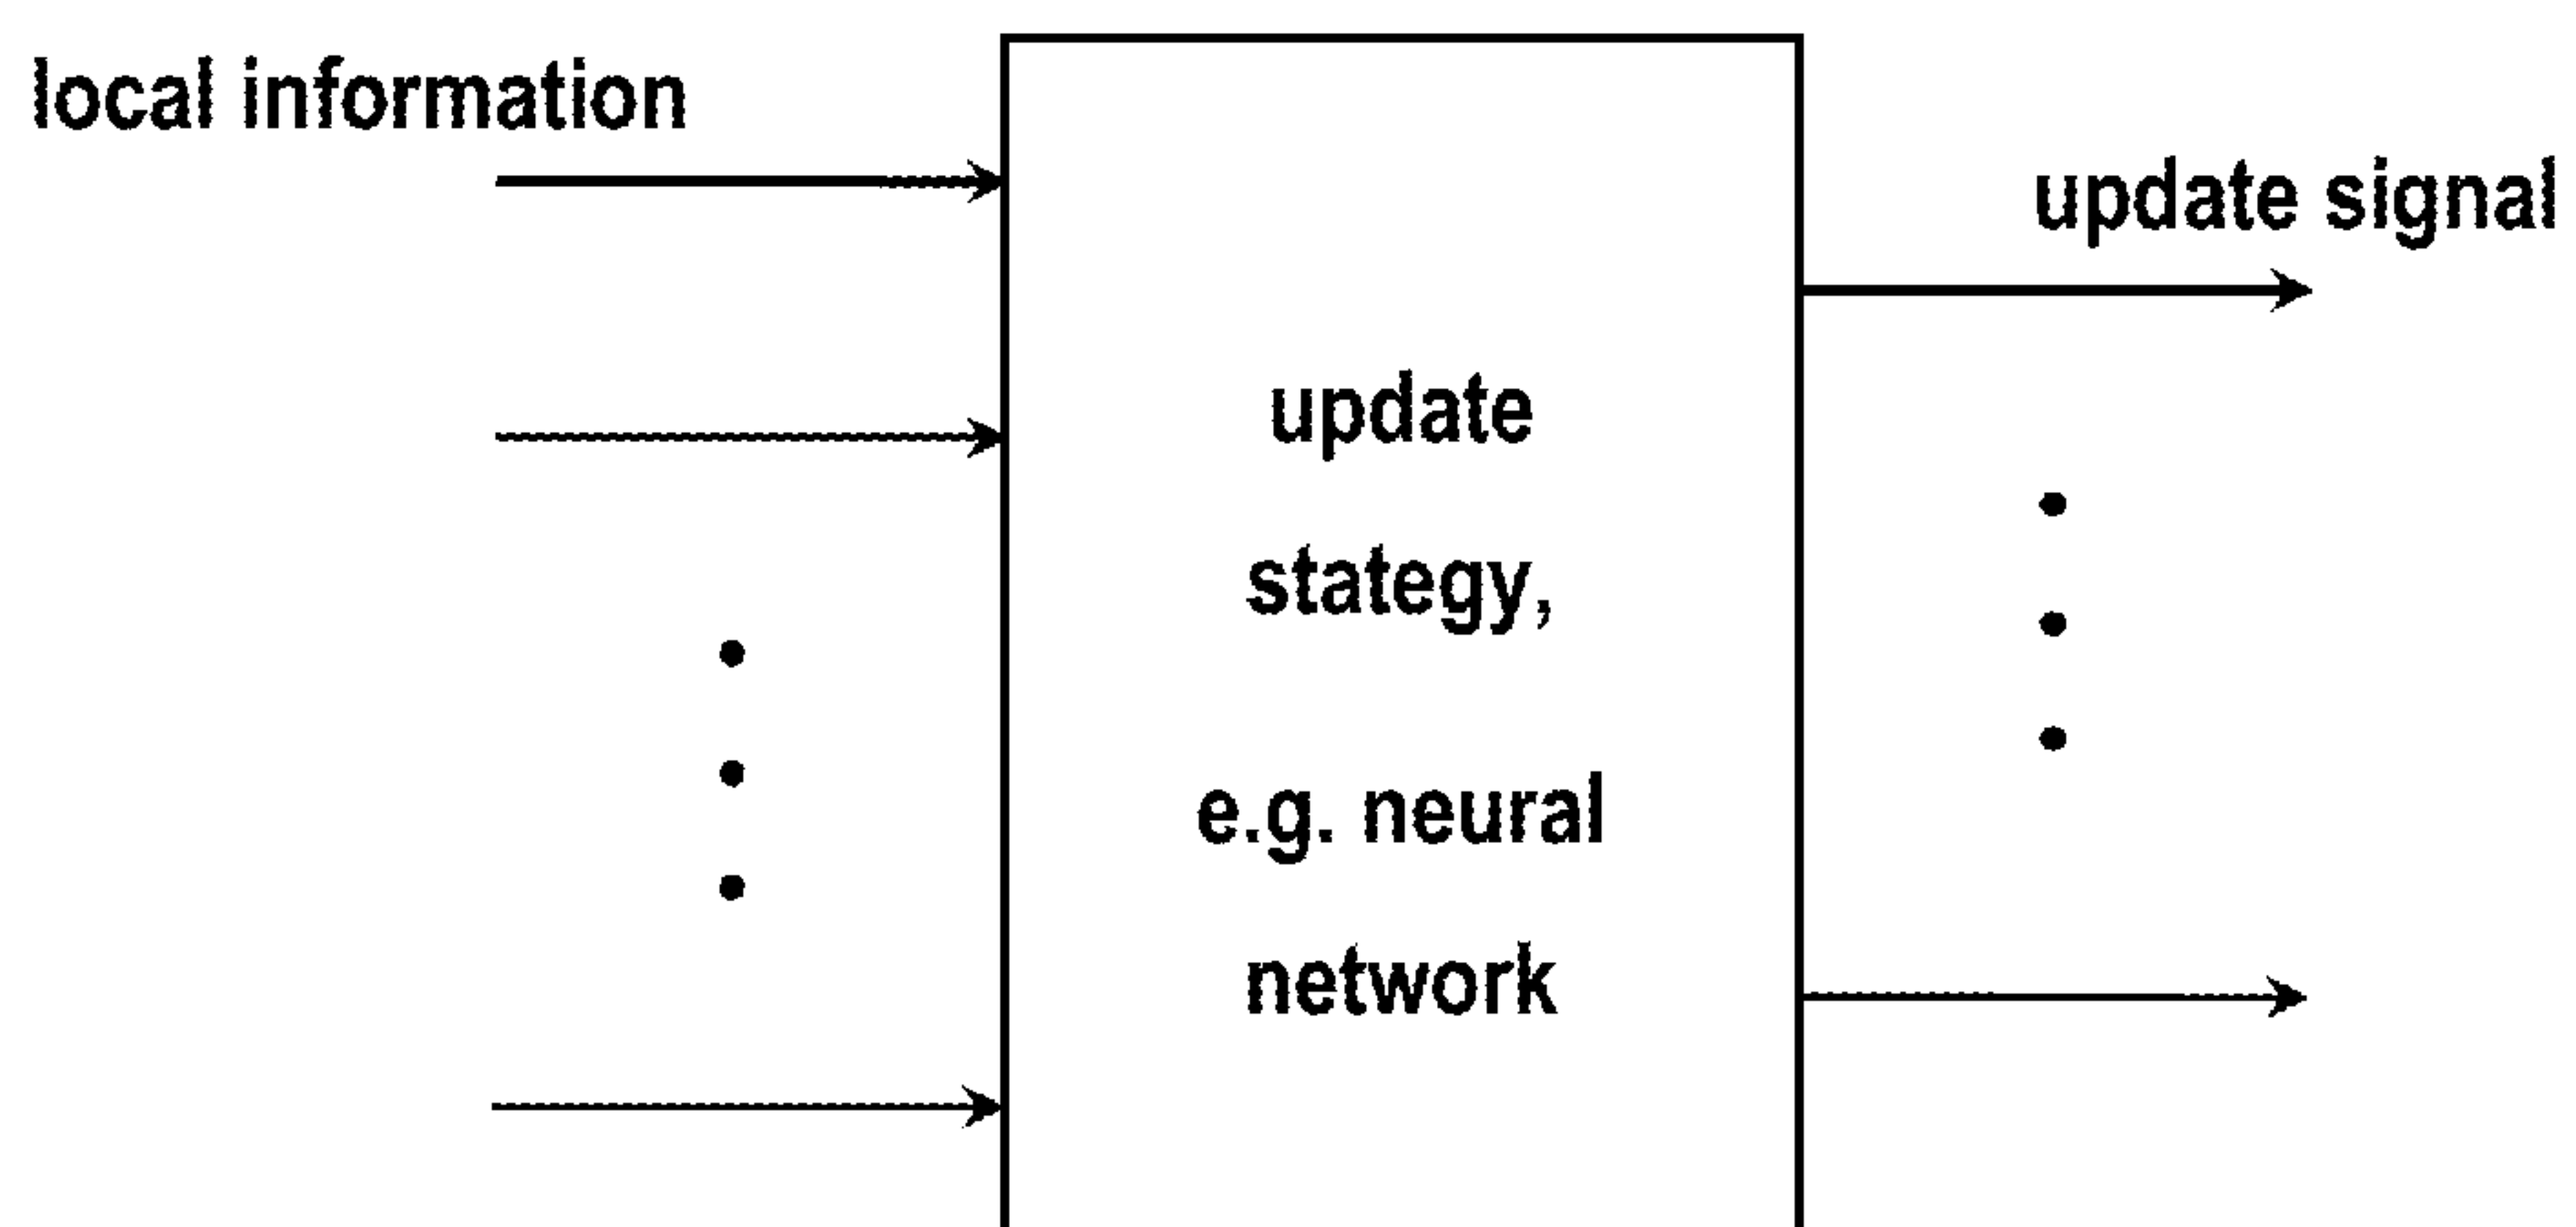 local information
update signal
update
stategy,
e.g. neural
network